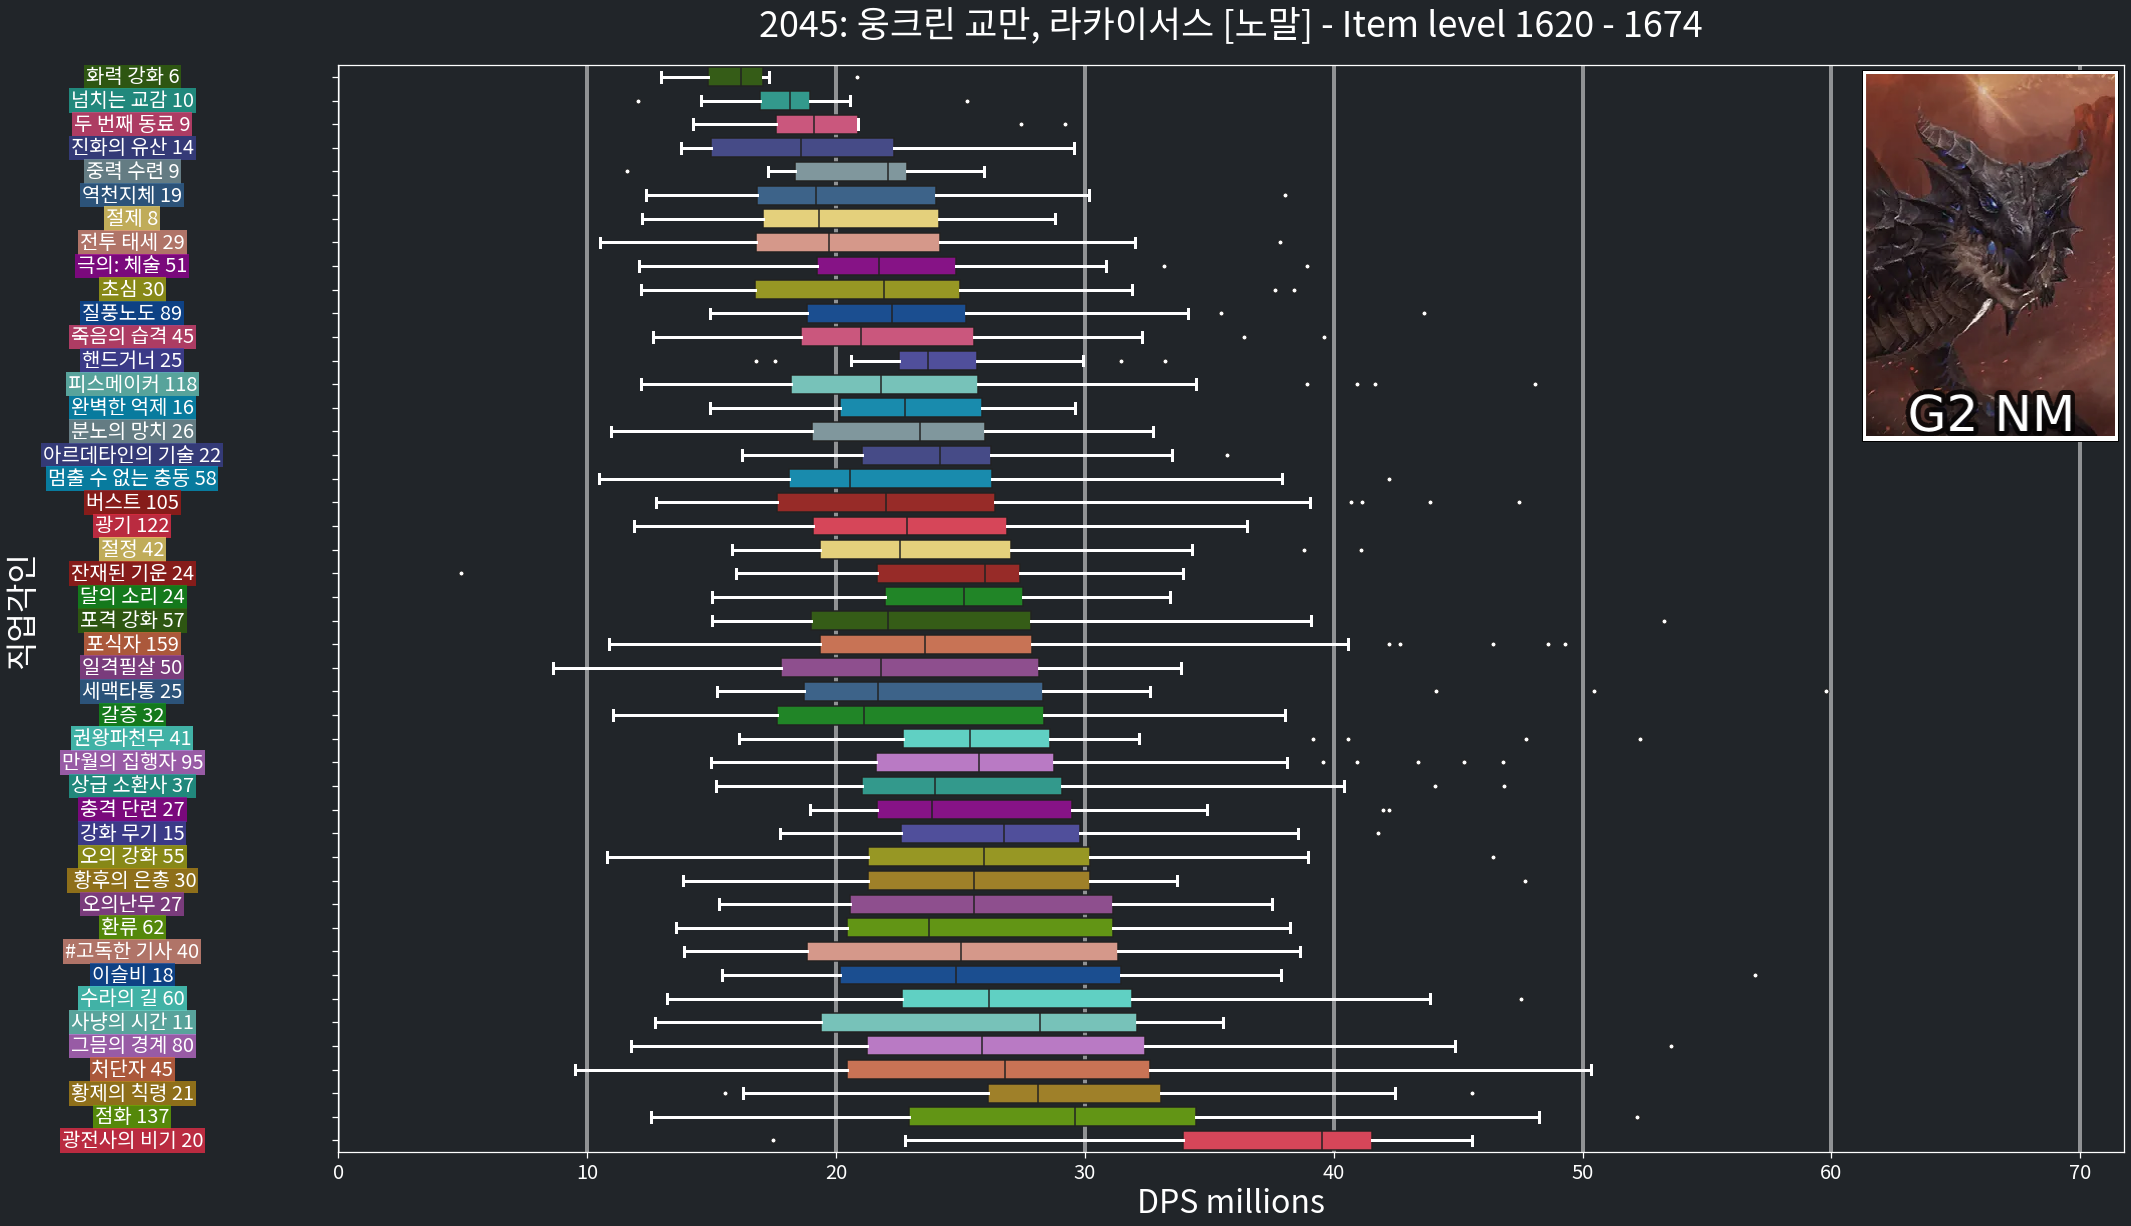 2045: 웅크린 교만, 라카이서스 [노말] - Item level 1620 - 1674
화력 강화 6
넘치는 교감 10
두 번째 동료 9
진화의 유산 14
중력 수련 9
역천지체 19
절제 8
전투 태세 29
극의: 체술 51
초심 30
질풍노도 89
죽음의 습격 45
핸드거너 25
피스메이커 118
완벽한 억제 16
분노의 망치 26
아르데타인의 기술 22
멈출 수 없는 충동 58
버스트 105
광기 122
절정 42
잔재된 기운 24
달의 소리 24
포격 강화 57
포식자 159
일격필살 50
세맥타통 25
갈증 32
권왕파천무 41
만월의 집행자 95
상급 소환사 37
충격 단련 27
강화 무기 15
오의 강화 55
황후의 은총 30
오의난무 27
환류 62
#고독한 기사 40
이슬비 18
수라의 길 60
사냥의 시간 11
그믐의 경계 80
처단자 45
황제의 칙령 21
점화 137
광전사의 비기 20
직업각인
G2 NM
0 10 20 30 40 50 60 70
DPS millions